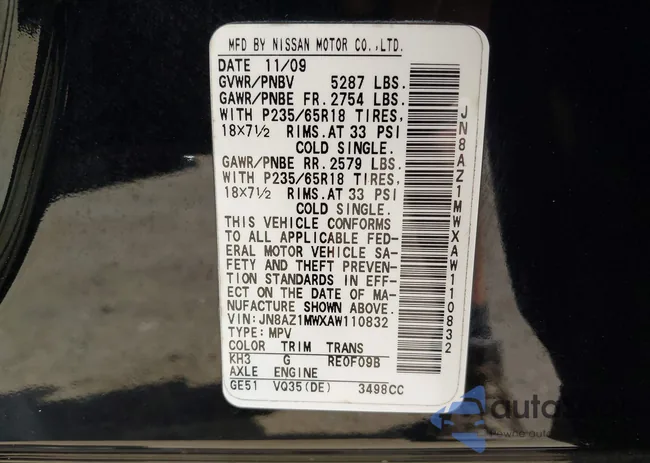 MFD BY NISSAN MOTOR CO.,LTD.
DATE 11/09
GVWR/PNBV 5287 LBS.
GAWR/PNBE FR. 2754 LBS.
WITH P235/65R18 TIRES,
18X7½ RIMS. AT 33 PSI
COLD SINGLE.
GAWR/PNBE RR. 2579 LBS.
WITH P235/65R18 TIRES,
18X7½ RIMS. AT 33 PSI
COLD SINGLE.
THIS VEHICLE CONFORMS
TO ALL APPLICABLE FED-
ERAL MOTOR VEHICLE SA-
FETY AND THEFT PREVEN-
TION STANDARDS IN EFF-
ECT ON THE DATE OF MA-
NUFACTURE SHOWN ABOVE.
VIN: JN8AZ1MWXAW110832
TYPE: MPV
COLOR TRIM TRANS
KH3 G RE0F09B
AXLE ENGINE
GE51 VQ35(DE) 3498CC
JN8AZ1MWXAW110832